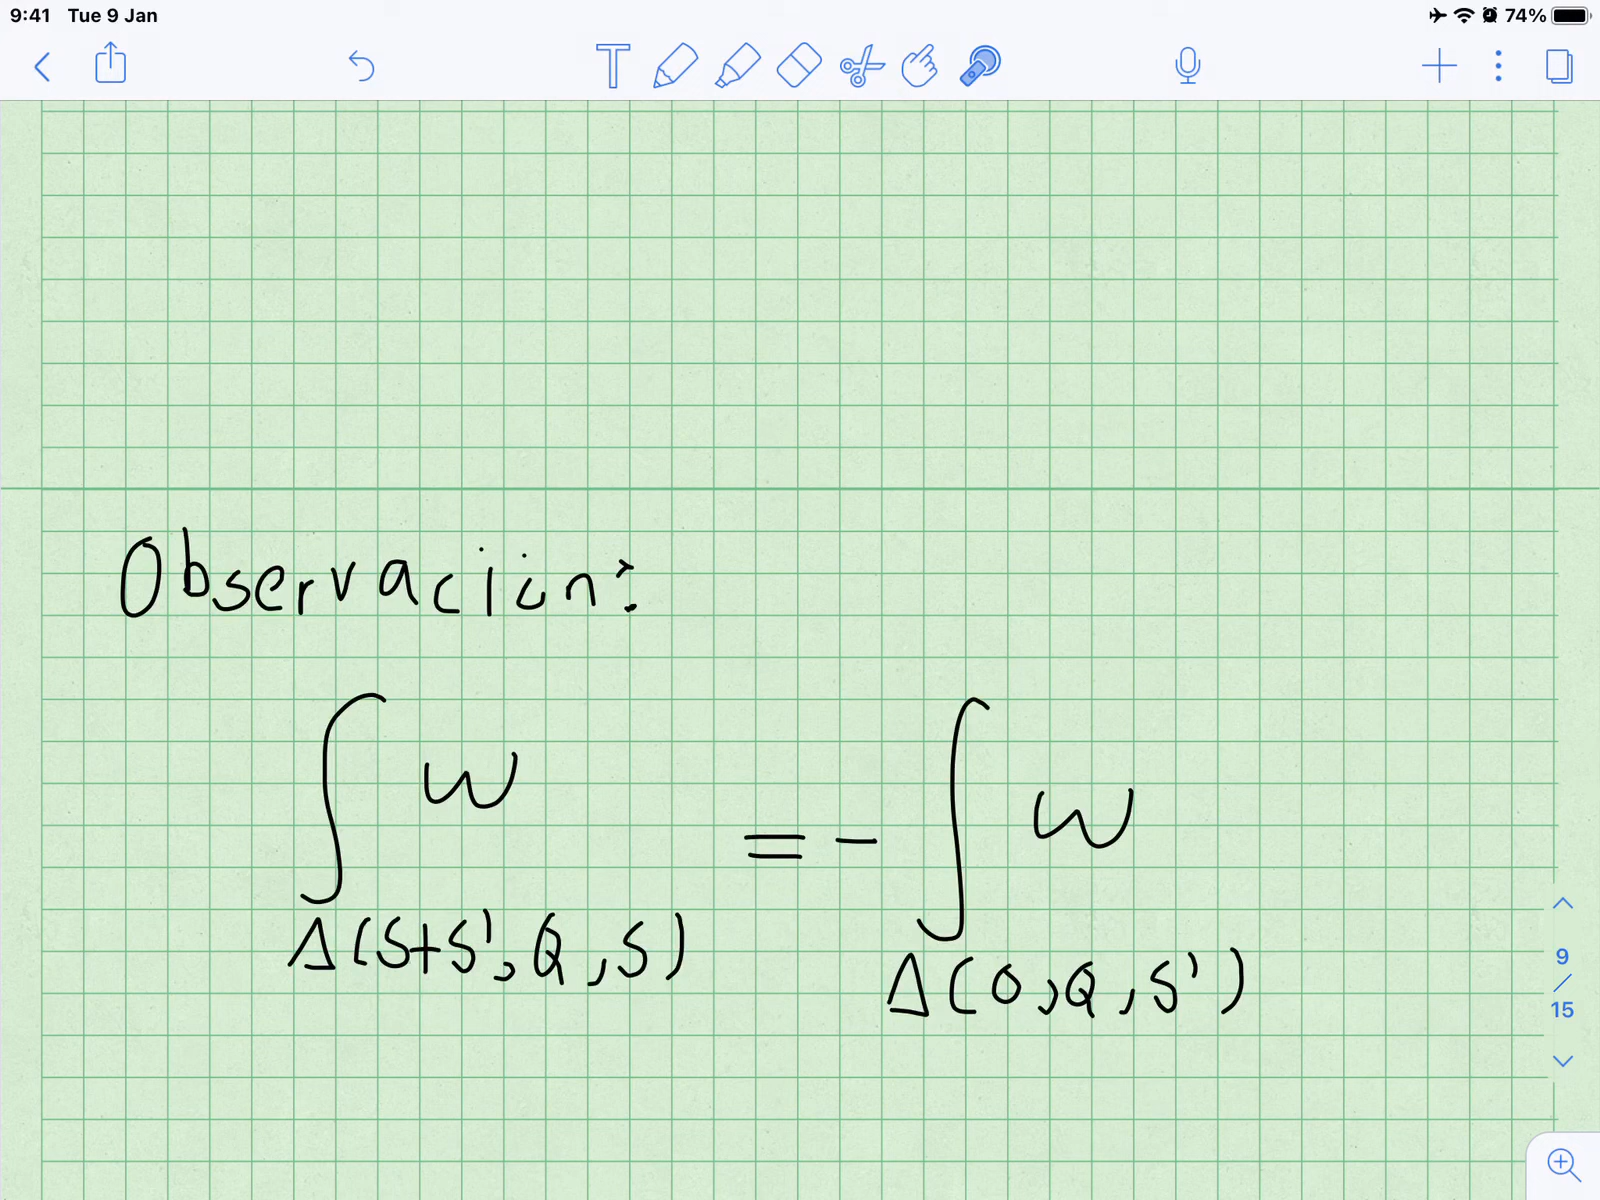 9:41 Tue 9 Jan 74%
T
Observación:
∫ω = -∫ω
Δ(S+S',Q,S) Δ(0,Q,S')
9
/
15